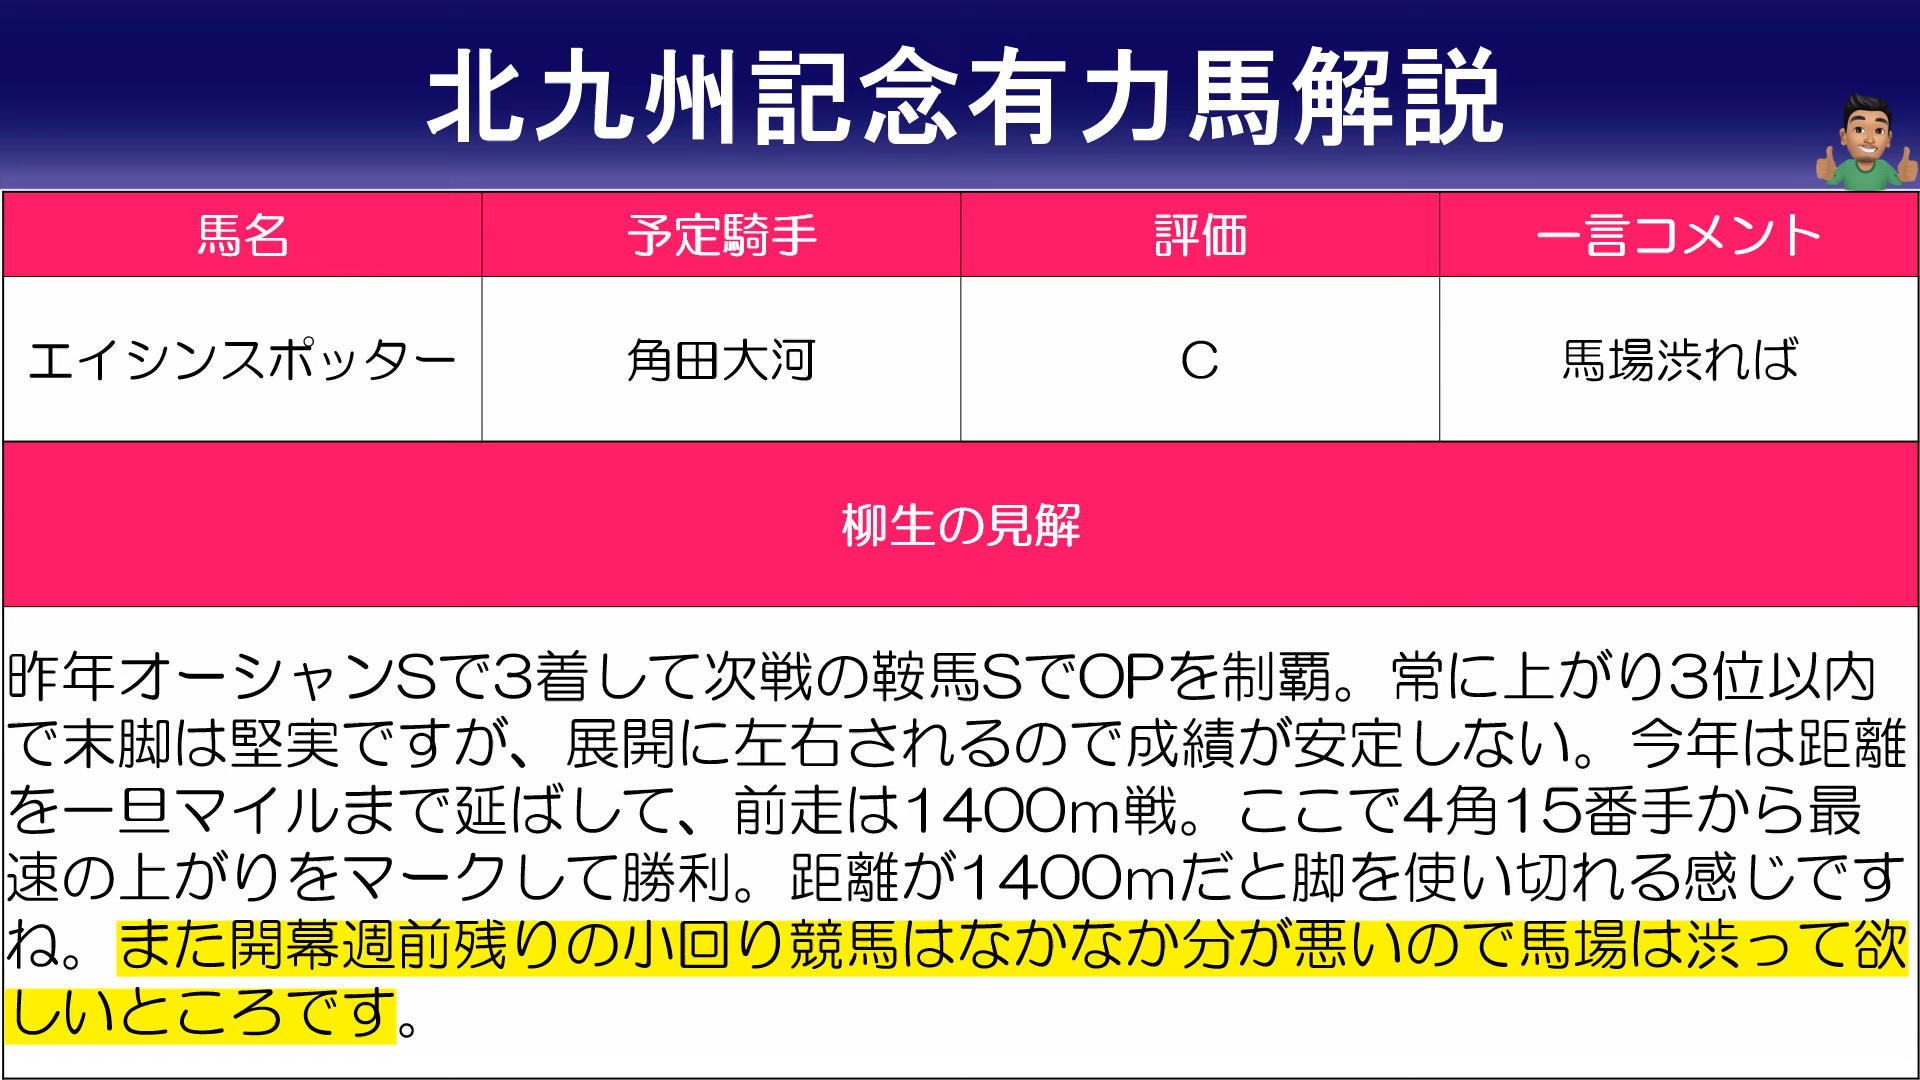 北九州記念有力馬解説
馬名 予定騎手 評価 一言コメント
エイシンスポッター 角田大河 C 馬場渋れば
柳生の見解
昨年オーシャンSで3着して次戦の鞍馬SでOPを制覇。常に上がり3位以内
で末脚は堅実ですが、展開に左右されるので成績が安定しない。今年は距離
を一旦マイルまで延ばして、前走は1400m戦。ここで4角15番手から最
速の上がりをマークして勝利。距離が1400mだと脚を使い切れる感じです
ね。また開幕週前残りの小回り競馬はなかなか分が悪いので馬場は渋って欲
しいところです。